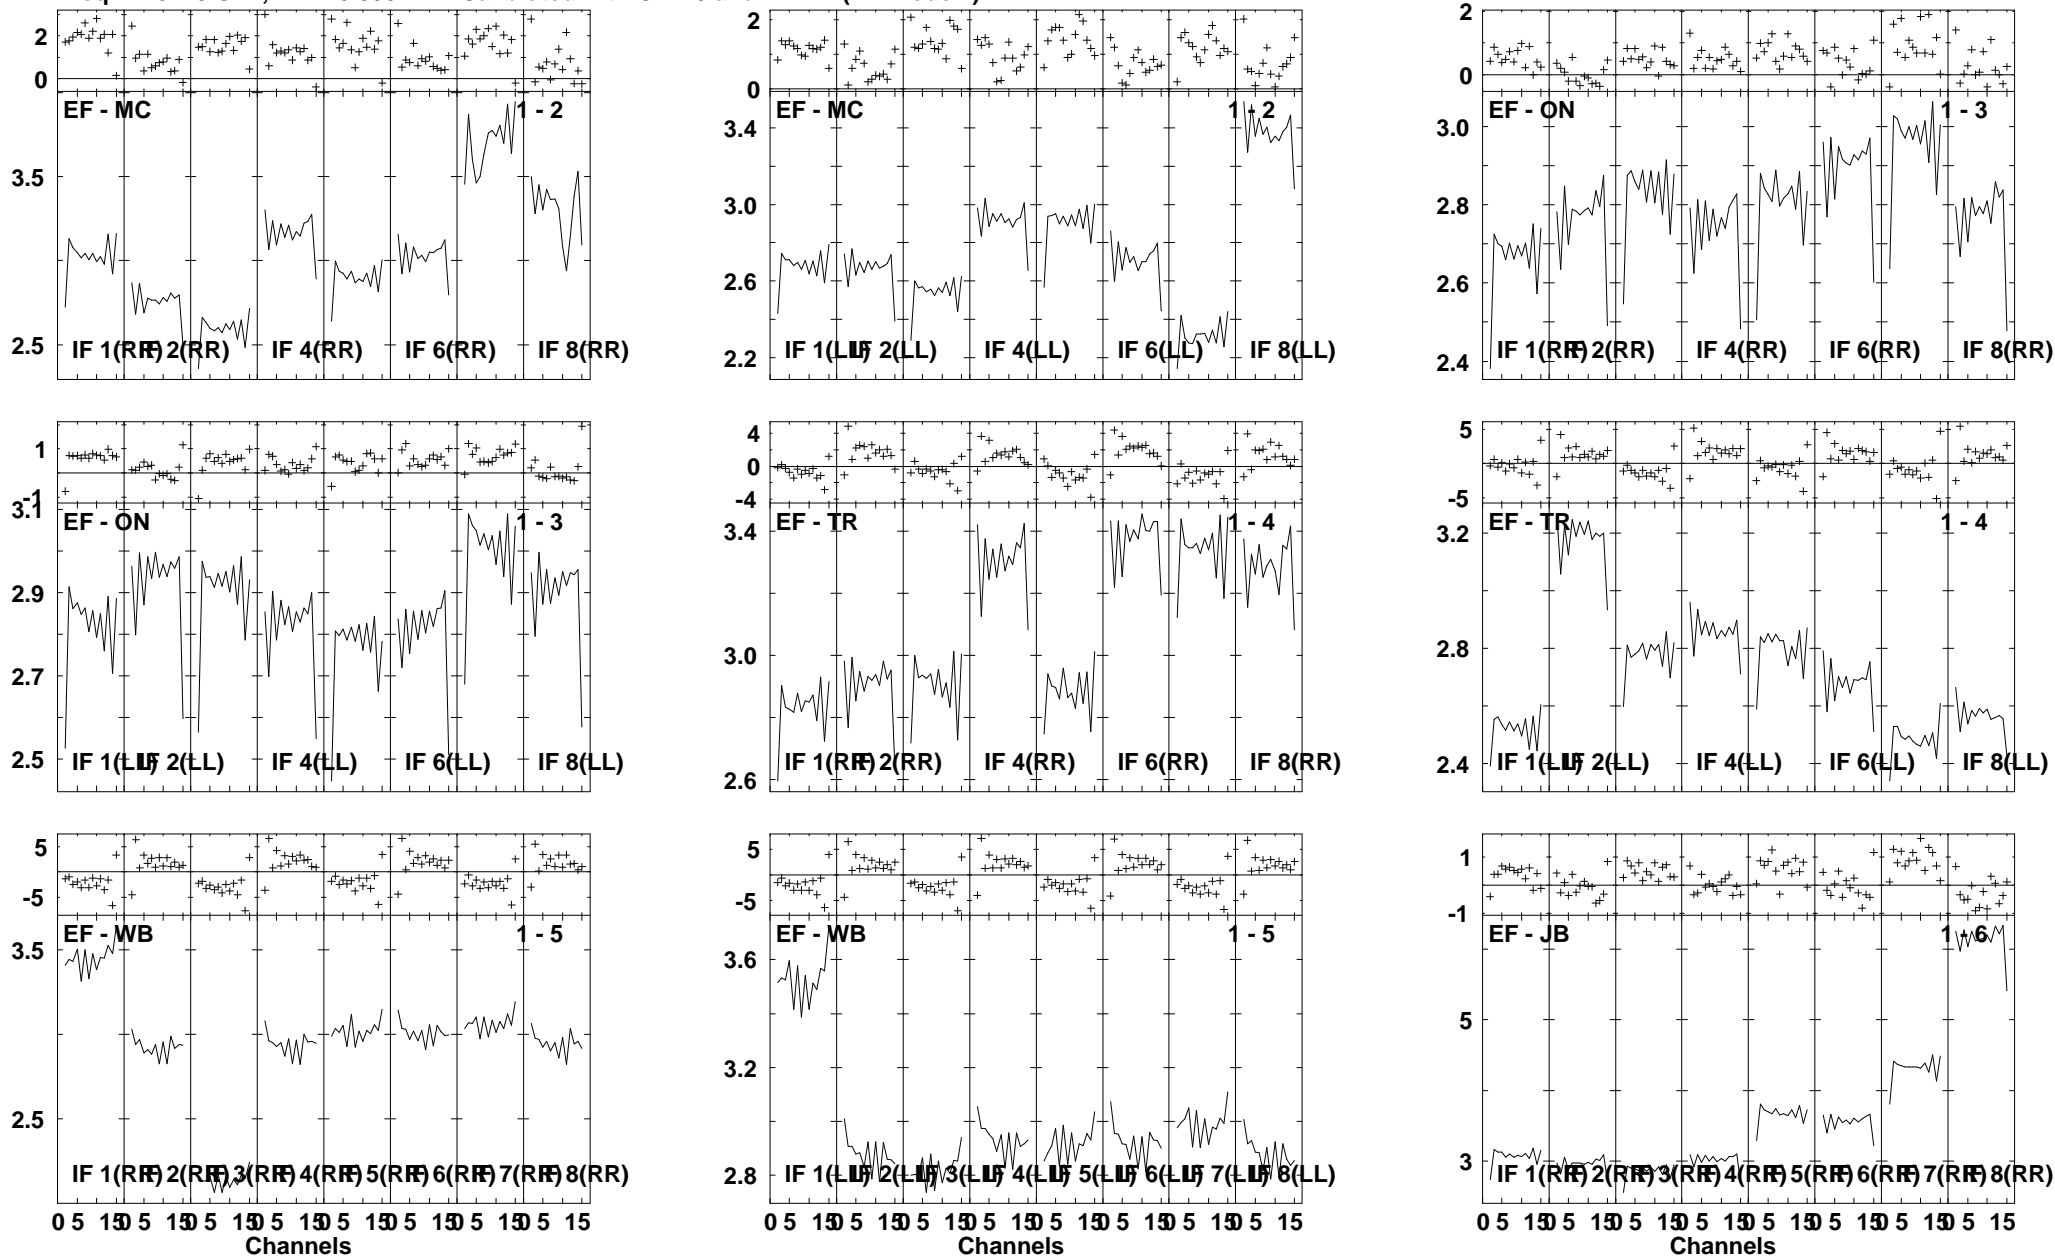 2
0
EF - MC 1 - 2
3.5
2.5
IF 1(RR) IF 2(RR) IF 4(RR) IF 6(RR) IF 8(RR)
2
0
EF - MC 1 - 2
3.4
3.0
2.6
2.2
IF 1(LL) IF 2(LL) IF 4(LL) IF 6(LL) IF 8(LL)
2
0
EF - ON 1 - 3
3.0
2.8
2.6
2.4
IF 1(RR) IF 2(RR) IF 4(RR) IF 6(RR) IF 8(RR)
1
-1
3.1
EF - ON 1 - 3
2.9
2.7
2.5
IF 1(LL) IF 2(LL) IF 4(LL) IF 6(LL) IF 8(LL)
4
0
-4
EF - TR 1 - 4
3.4
3.0
2.6
IF 1(RR) IF 2(RR) IF 4(RR) IF 6(RR) IF 8(RR)
5
-5
EF - TR 1 - 4
3.2
2.8
2.4
IF 1(LL) IF 2(LL) IF 4(LL) IF 6(LL) IF 8(LL)
5
-5
EF - WB 1 - 5
3.5
2.5
IF 1(RR) IF 2(RR) IF 3(RR) IF 4(RR) IF 5(RR) IF 6(RR) IF 7(RR) IF 8(RR)
0 5 15 0 5 15 0 5 15 0 5 15 0 5 15 0 5 15 0 5 15 0 5 15
Channels
5
-5
EF - WB 1 - 5
3.6
3.2
2.8
IF 1(LL) IF 2(LL) IF 3(LL) IF 4(LL) IF 5(LL) IF 6(LL) IF 7(LL) IF 8(LL)
0 5 15 0 5 15 0 5 15 0 5 15 0 5 15 0 5 15 0 5 15 0 5 15
Channels
1
-1
EF - JB 1 - 6
5
3
IF 1(RR) IF 2(RR) IF 3(RR) IF 4(RR) IF 5(RR) IF 6(RR) IF 7(RR) IF 8(RR)
0 5 15 0 5 15 0 5 15 0 5 15 0 5 15 0 5 15 0 5 15 0 5 15
Channels